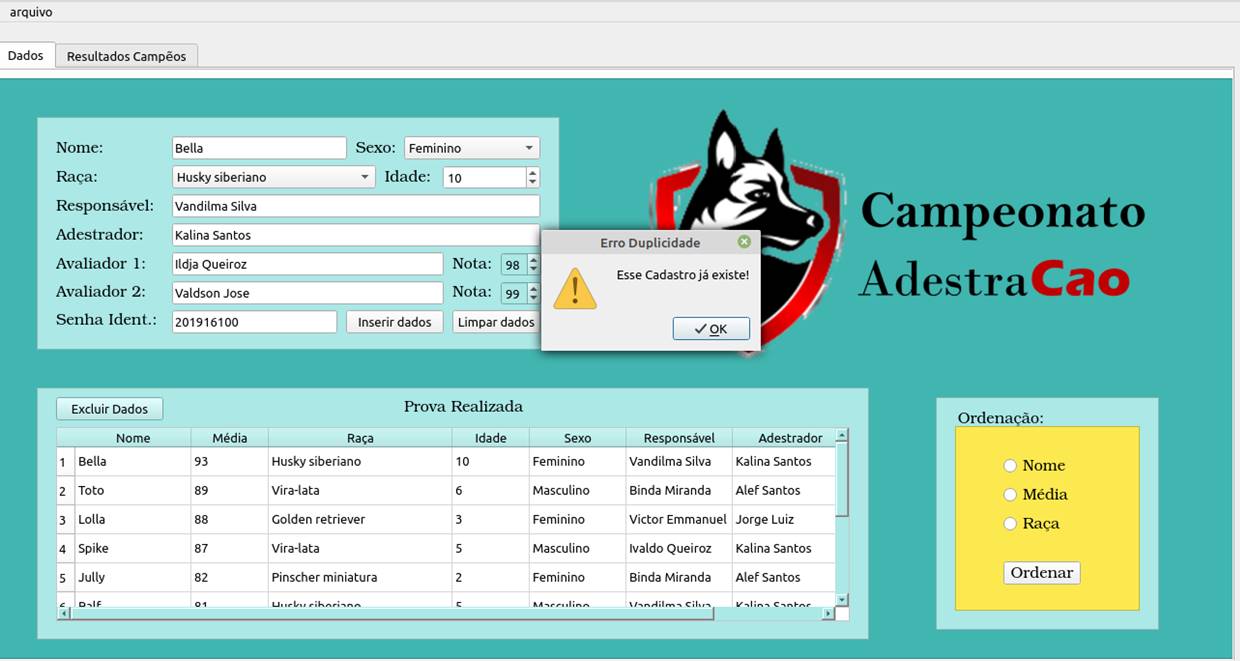 arquivo
Dados Resultados Campẽos
Nome: Bella Sexo: Feminino
Raça: Husky siberiano Idade: 10
Responsável: Vandilma Silva
Adestrador: Kalina Santos
Avaliador 1: Ildja Queiroz Nota: 98
Avaliador 2: Valdson Jose Nota: 99
Senha Ident.: 201916100 Inserir dados Limpar dados
Campeonato
AdestraCao
Erro Duplicidade
Esse Cadastro já existe!
OK
Excluir Dados Prova Realizada
Nome Média Raça Idade Sexo Responsável Adestrador
1 Bella 93 Husky siberiano 10 Feminino Vandilma Silva Kalina Santos
2 Toto 89 Vira-lata 6 Masculino Binda Miranda Alef Santos
3 Lolla 88 Golden retriever 3 Feminino Victor Emmanuel Jorge Luiz
4 Spike 87 Vira-lata 5 Masculino Ivaldo Queiroz Kalina Santos
5 Jully 82 Pinscher miniatura 2 Feminino Binda Miranda Alef Santos
6 Ralf 81 Husky siberiano 5 Masculino Vandilma Silva Kalina Santos
Ordenação:
Nome
Média
Raça
Ordenar